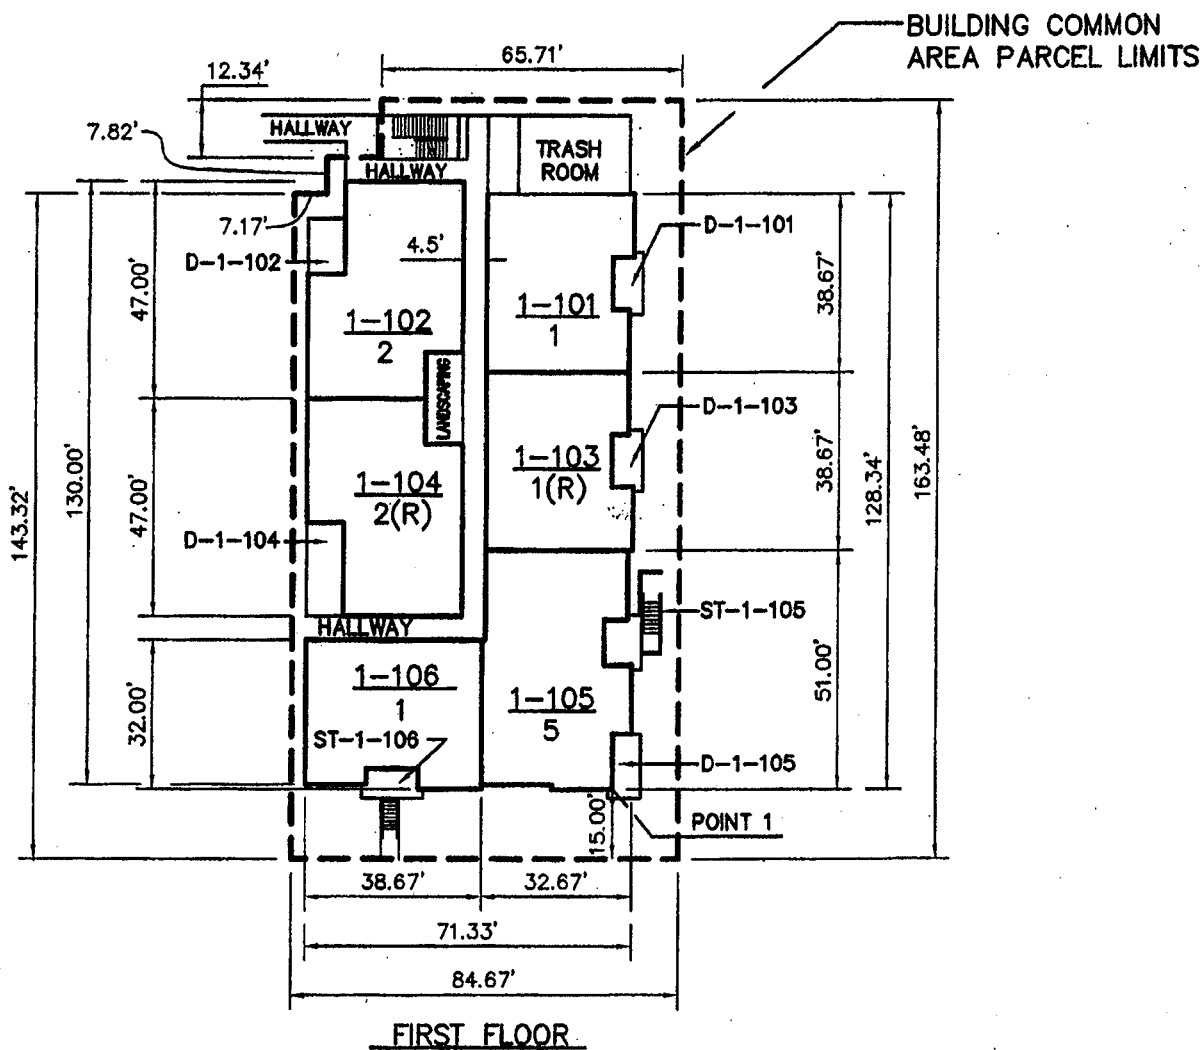 BUILDING COMMON
AREA PARCEL LIMITS
65.71'
12.34'
7.82'
HALLWAY
TRASH
ROOM
HALLWAY
7.17'
D-1-101
4.5'
D-1-102
47.00'
38.67'
1-102
2
1-101
1
LANDSCAPING
D-1-103
143.32'
130.00'
1-103
1(R)
38.67'
128.34'
163.48'
47.00'
1-104
2(R)
D-1-104
ST-1-105
HALLWAY
1-106
1
1-105
5
51.00'
32.00'
ST-1-106
D-1-105
15.00'
POINT 1
38.67'
32.67'
71.33'
84.67'
FIRST FLOOR